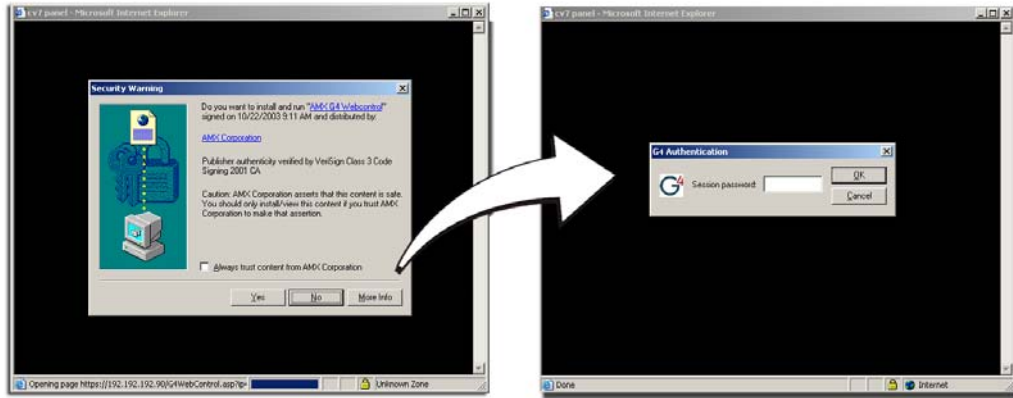 cv7 panel - Microsoft Internet Explorer
Security Warning
Do you want to install and run "AMX G4 Webcontrol"
signed on 10/22/2003 9:11 AM and distributed by:
AMX Corporation
Publisher authenticity verified by VeriSign Class 3 Code
Signing 2001 CA
Caution: AMX Corporation asserts that this content is safe.
You should only install/view this content if you trust AMX
Corporation to make that assertion.
Always trust content from AMX Corporation
Yes
No
More Info
Opening page https://192.192.192.90/G4WebControl.asp?ip=
Unknown Zone
cv7 panel - Microsoft Internet Explorer
G4 Authentication
G4
Session password:
OK
Cancel
Done
Internet